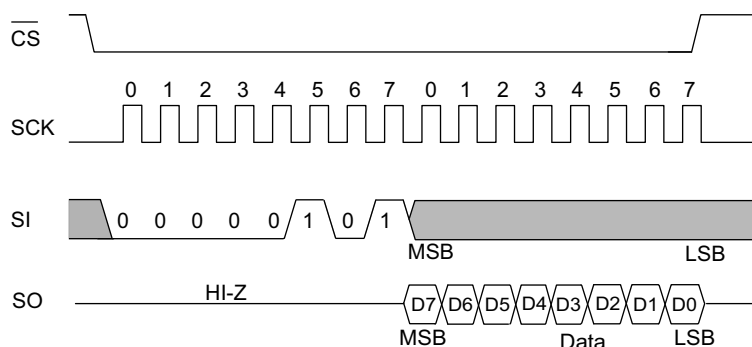 CS
0 1 2 3 4 5 6 7 0 1 2 3 4 5 6 7
SCK
SI 0 0 0 0 0 1 0 1
MSB LSB
HI-Z
SO D7 D6 D5 D4 D3 D2 D1 D0
MSB Data LSB